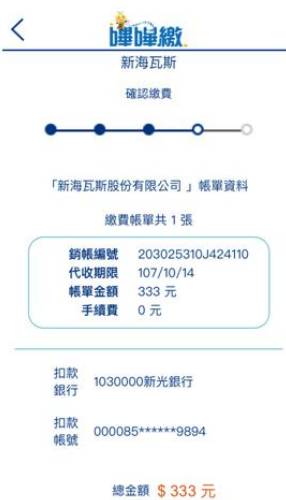 嗶嗶繳
新海瓦斯
確認繳費
「新海瓦斯股份有限公司 」帳單資料
繳費帳單共 1 張
銷帳編號 203025310J424110
代收期限 107/10/14
帳單金額 333 元
手續費 0 元
扣款
銀行 1030000新光銀行
扣款
帳號 000085******9894
總金額 $ 333 元